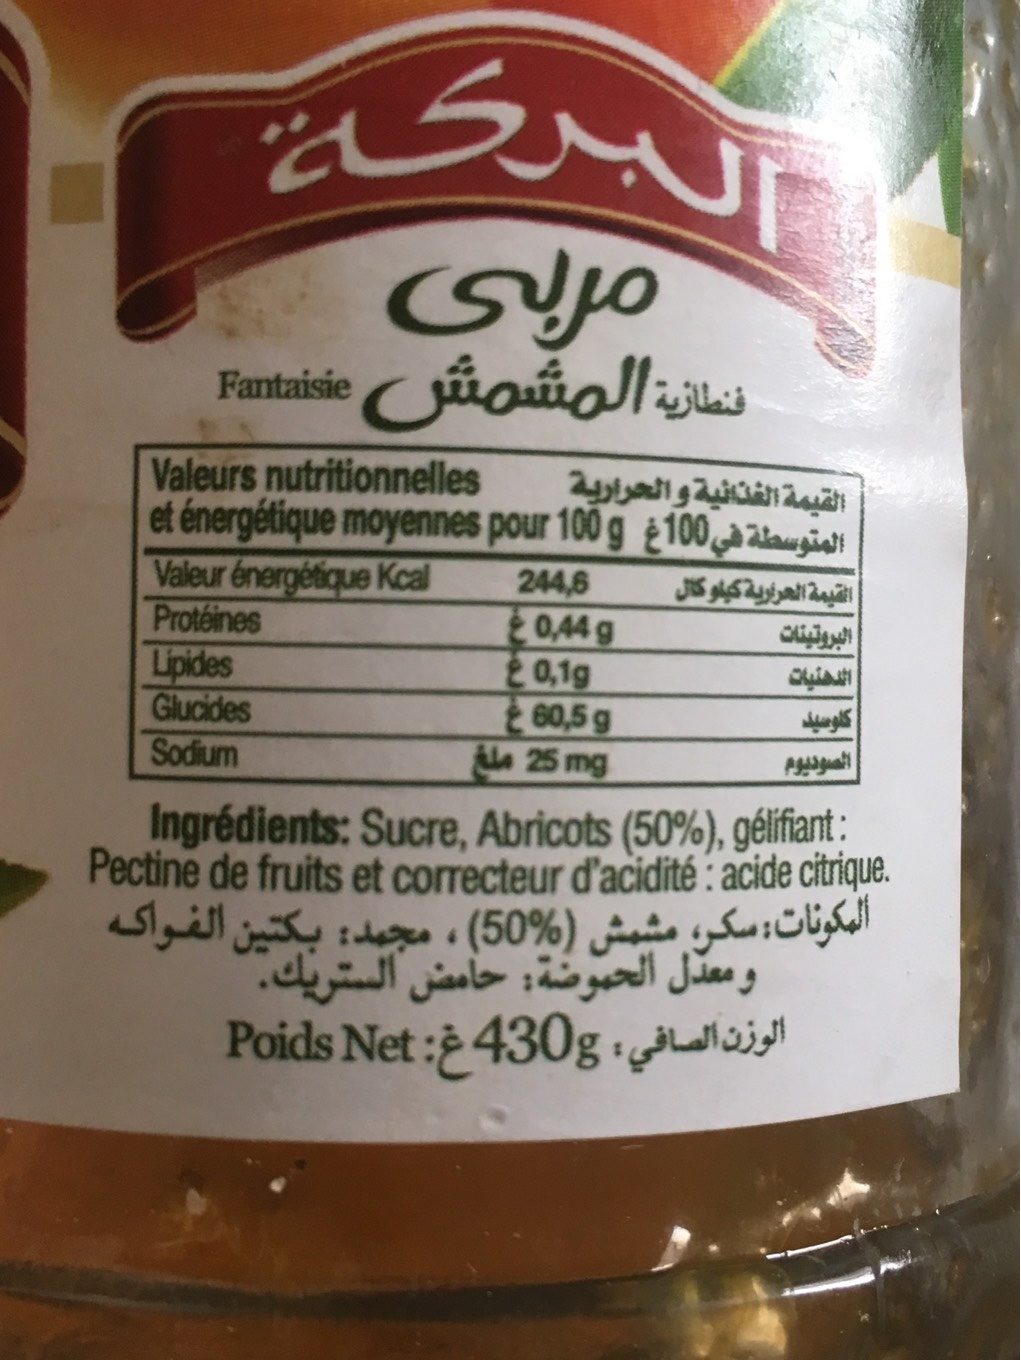 البركة
مربى
Fantaisie المشمش فنطازية
Valeurs nutritionnelles القيمة الغذائية و الحرارية
et énergétique moyennes pour 100 g المتوسطة في 100غ
Valeur énergétique Kcal 244,6 القيمة الحرارية كيلو كال
Protéines غ 0,44 g البروتينات
Lipides غ 0,1g الدهنيات
Glucides غ 60,5 g كلوسيد
Sodium ملغ 25 mg الصوديوم
Ingrédients: Sucre, Abricots (50%), gélifiant :
Pectine de fruits et correcteur d'acidité : acide citrique.
المكونات: سكر، مشمش (50%) ، مجمد: بكتين الفواكه
و معدل الحموضة: حامض الستريك.
Poids Net :غ 430g : الوزن الصافي